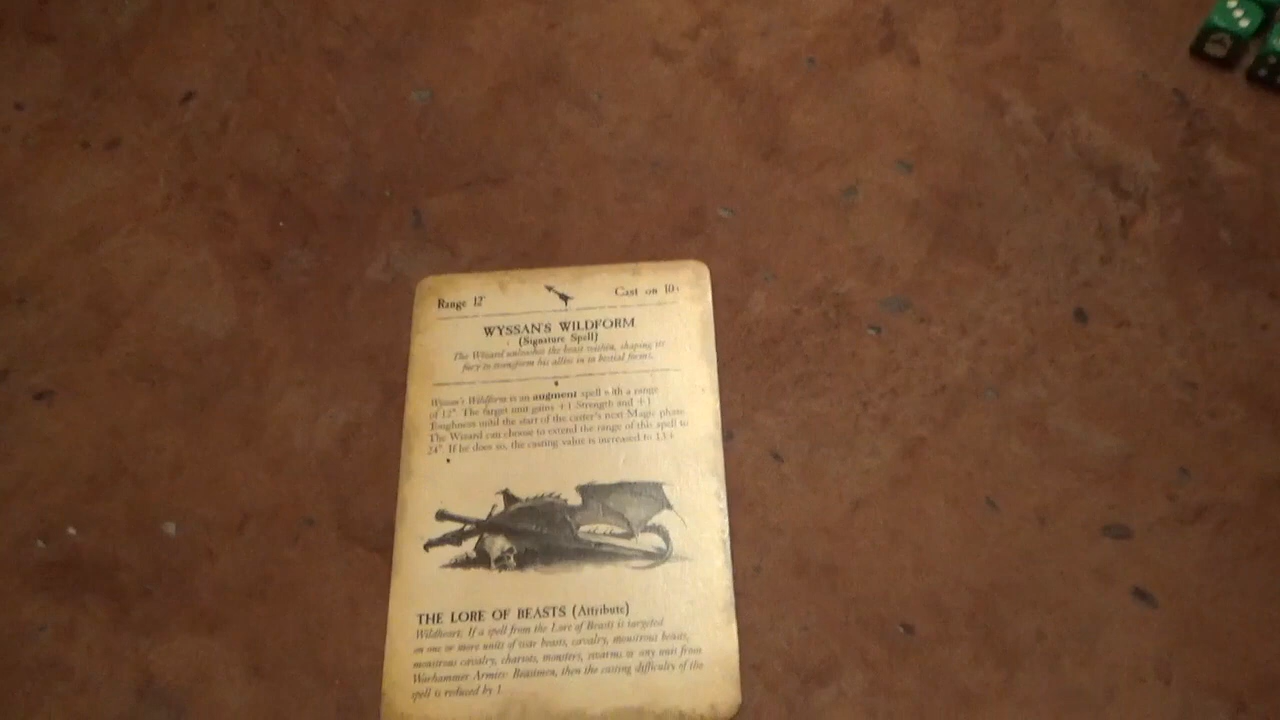 Range 12"
Cast on 10+
WYSSAN'S WILDFORM
(Signature Spell)
The Wizard unleashes the beast within, shaping its
fury to transform his allies in in bestial forms.
Wyssan's Wildform is an augment spell with a range
of 12". The target unit gains +1 Strength and +1
Toughness until the start of the caster's next Magic phase.
The Wizard can choose to extend the range of this spell to
24". If he does so, the casting value is increased to 13+
THE LORE OF BEASTS (Attribute)
Wildheart: If a spell from the Lore of Beasts is targeted
on one or more units of war beasts, cavalry, monstrous beasts,
monstrous cavalry, chariots, monsters, swarms or any unit from
Warhammer Armies: Beastmen, then the casting difficulty of the
spell is reduced by 1.